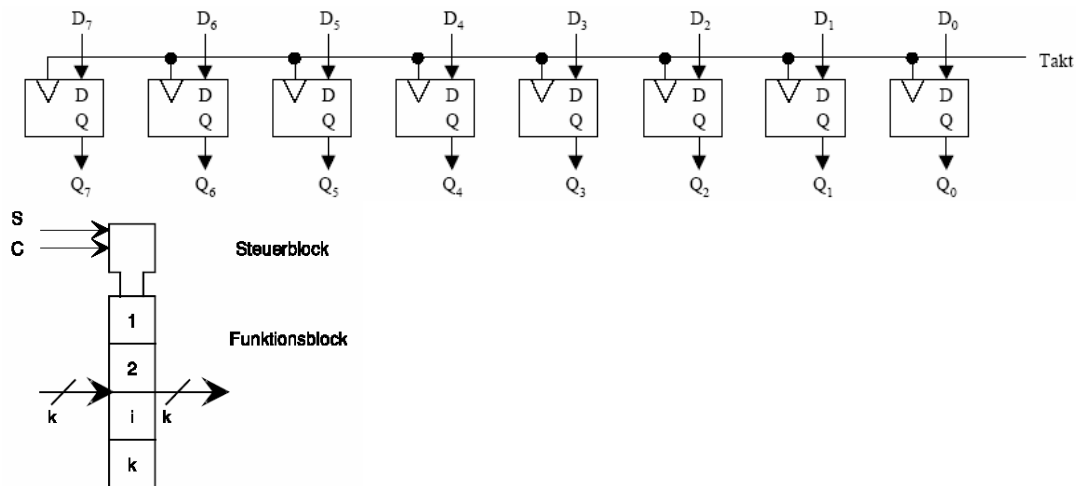 D₇ D₆ D₅ D₄ D₃ D₂ D₁ D₀
Takt
D D D D D D D D
Q Q Q Q Q Q Q Q
Q₇ Q₆ Q₅ Q₄ Q₃ Q₂ Q₁ Q₀
S
C
Steuerblock
1
Funktionsblock
2
k i k
k